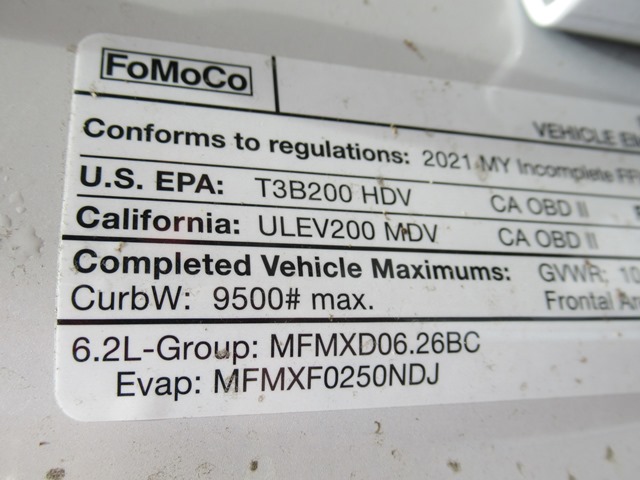 FoMoCo
VEHICLE
Conforms to regulations: 2021 MY Incomplete
U.S. EPA: T3B200 HDV CA OBD II
California: ULEV200 MDV CA OBD II
Completed Vehicle Maximums: GVWR: 10
CurbW: 9500# max. Frontal
6.2L-Group: MFMXD06.26BC
Evap: MFMXF0250NDJ